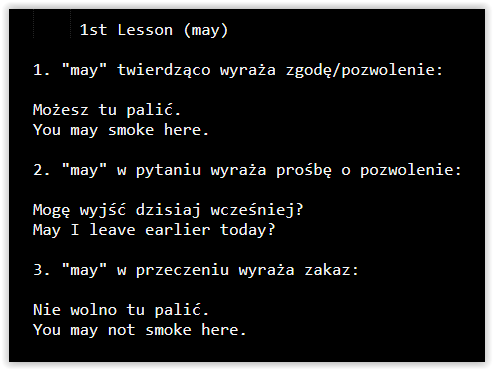 1st Lesson (may)
1. "may" twierdząco wyraża zgodę/pozwolenie:
Możesz tu palić.
You may smoke here.
2. "may" w pytaniu wyraża prośbę o pozwolenie:
Mogę wyjść dzisiaj wcześniej?
May I leave earlier today?
3. "may" w przeczeniu wyraża zakaz:
Nie wolno tu palić.
You may not smoke here.